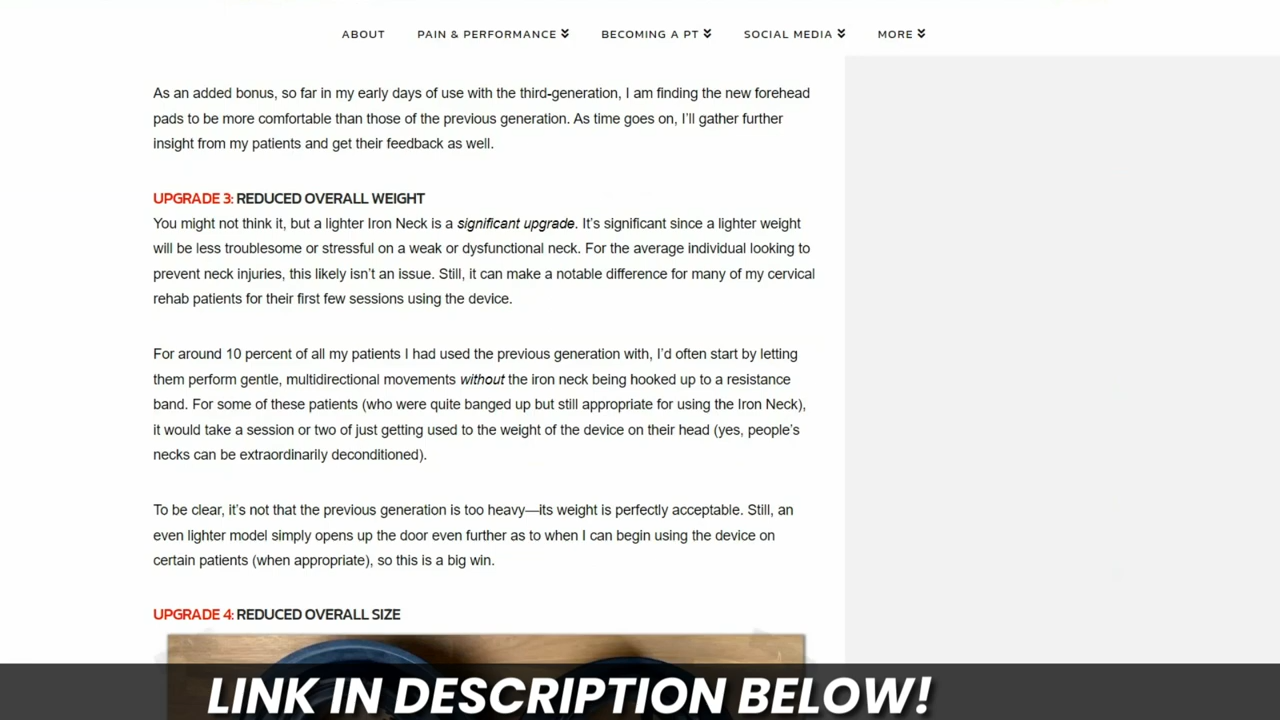 ABOUT PAIN & PERFORMANCE BECOMING A PT SOCIAL MEDIA MORE
As an added bonus, so far in my early days of use with the third-generation, I am finding the new forehead
pads to be more comfortable than those of the previous generation. As time goes on, I'll gather further
insight from my patients and get their feedback as well.
UPGRADE 3: REDUCED OVERALL WEIGHT
You might not think it, but a lighter Iron Neck is a significant upgrade. It's significant since a lighter weight
will be less troublesome or stressful on a weak or dysfunctional neck. For the average individual looking to
prevent neck injuries, this likely isn't an issue. Still, it can make a notable difference for many of my cervical
rehab patients for their first few sessions using the device.
For around 10 percent of all my patients I had used the previous generation with, I'd often start by letting
them perform gentle, multidirectional movements without the iron neck being hooked up to a resistance
band. For some of these patients (who were quite banged up but still appropriate for using the Iron Neck),
it would take a session or two of just getting used to the weight of the device on their head (yes, people's
necks can be extraordinarily deconditioned).
To be clear, it's not that the previous generation is too heavy—its weight is perfectly acceptable. Still, an
even lighter model simply opens up the door even further as to when I can begin using the device on
certain patients (when appropriate), so this is a big win.
UPGRADE 4: REDUCED OVERALL SIZE
LINK IN DESCRIPTION BELOW!